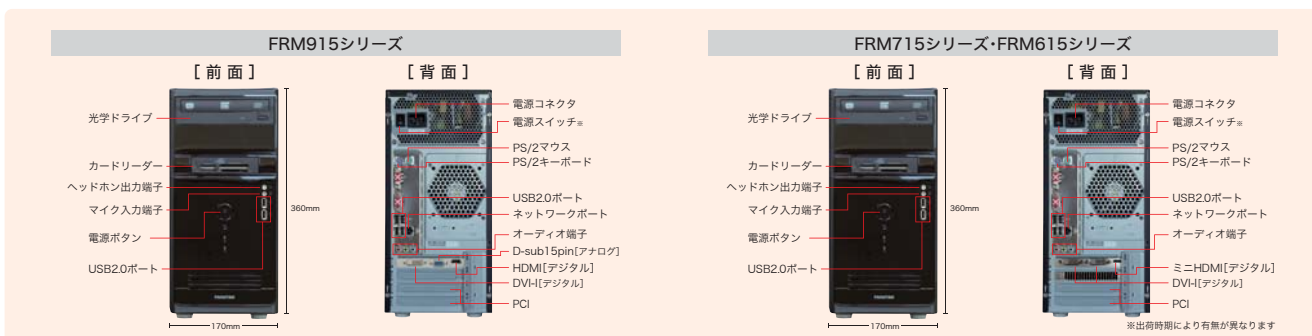 FRM915シリーズ
[ 前 面 ]
[ 背 面 ]
光学ドライブ
カードリーダー
ヘッドホン出力端子
マイク入力端子
電源ボタン
USB2.0ポート
360mm
170mm
電源コネクタ
電源スイッチ※
PS/2マウス
PS/2キーボード
USB2.0ポート
ネットワークポート
オーディオ端子
D-sub15pin[アナログ]
HDMI[デジタル]
DVI-I[デジタル]
PCI
FRM715シリーズ・FRM615シリーズ
[ 前 面 ]
[ 背 面 ]
光学ドライブ
カードリーダー
ヘッドホン出力端子
マイク入力端子
電源ボタン
USB2.0ポート
360mm
170mm
電源コネクタ
電源スイッチ※
PS/2マウス
PS/2キーボード
USB2.0ポート
ネットワークポート
オーディオ端子
ミニHDMI[デジタル]
DVI-I[デジタル]
PCI
※出荷時期により有無が異なります